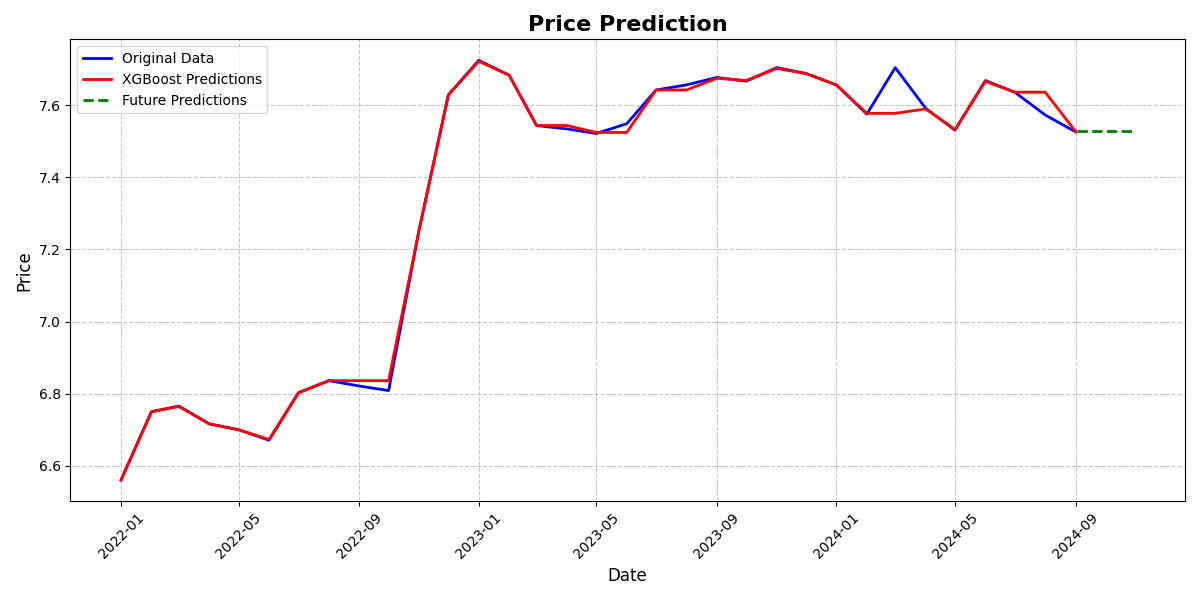 Price Prediction
Original Data
XGBoost Predictions
Future Predictions
Price
7.6
7.4
7.2
7.0
6.8
6.6
2022-01
2022-05
2022-09
2023-01
2023-05
2023-09
2024-01
2024-05
2024-09
Date